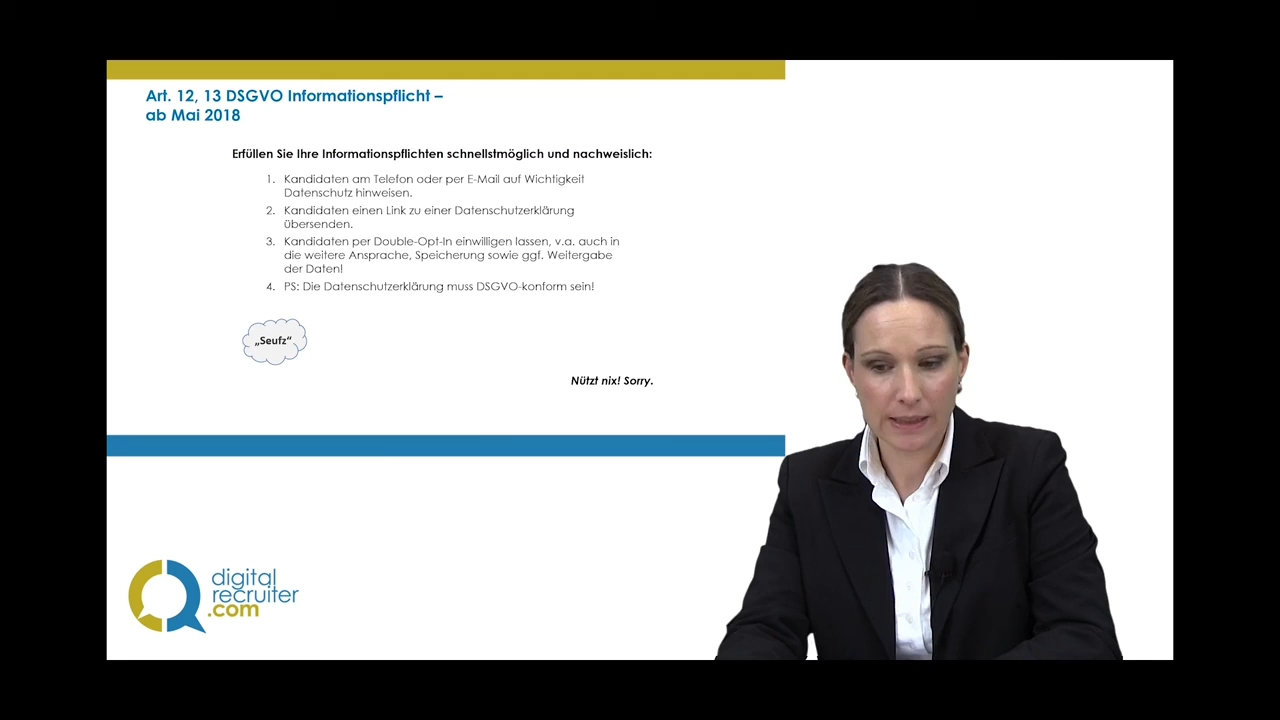 Art. 12, 13 DSGVO Informationspflicht –
ab Mai 2018
Erfüllen Sie Ihre Informationspflichten schnellstmöglich und nachweislich:
1. Kandidaten am Telefon oder per E-Mail auf Wichtigkeit
Datenschutz hinweisen.
2. Kandidaten einen Link zu einer Datenschutzerklärung
übersenden.
3. Kandidaten per Double-Opt-In einwilligen lassen, v.a. auch in
die weitere Ansprache, Speicherung sowie ggf. Weitergabe
der Daten!
4. PS: Die Datenschutzerklärung muss DSGVO-konform sein!
„Seufz“
Nützt nix! Sorry.
digital
recruiter
.com